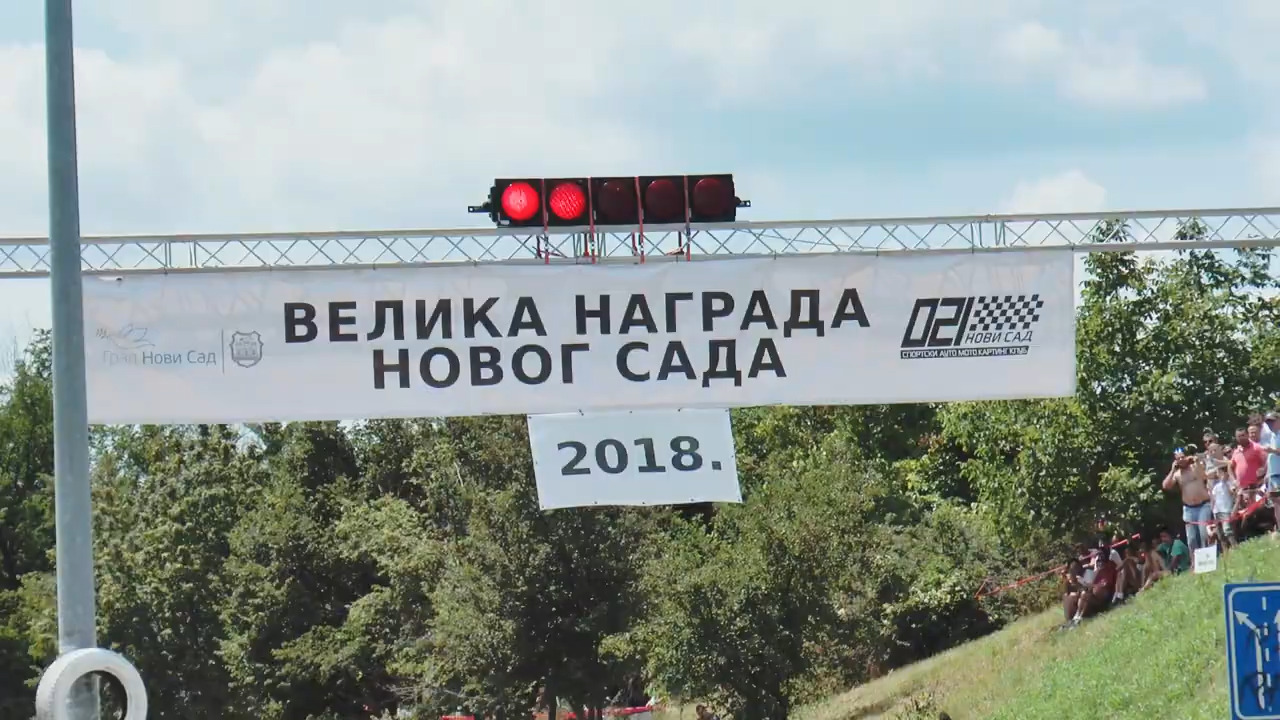 ВЕЛИКА НАГРАДА
НОВОГ САДА
Град Нови Сад
021
НОВИ САД
СПОРТСКИ АУТО МОТО КАРТИНГ КЛУБ
2018.